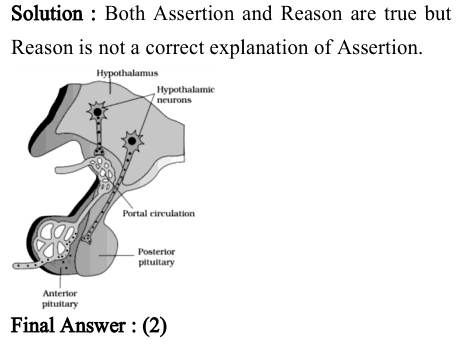 Solution : Both Assertion and Reason are true but
Reason is not a correct explanation of Assertion.
Hypothalamus
Hypothalamic
neurons
Portal circulation
Posterior
pituitary
Anterior
pituitary
Final Answer : (2)